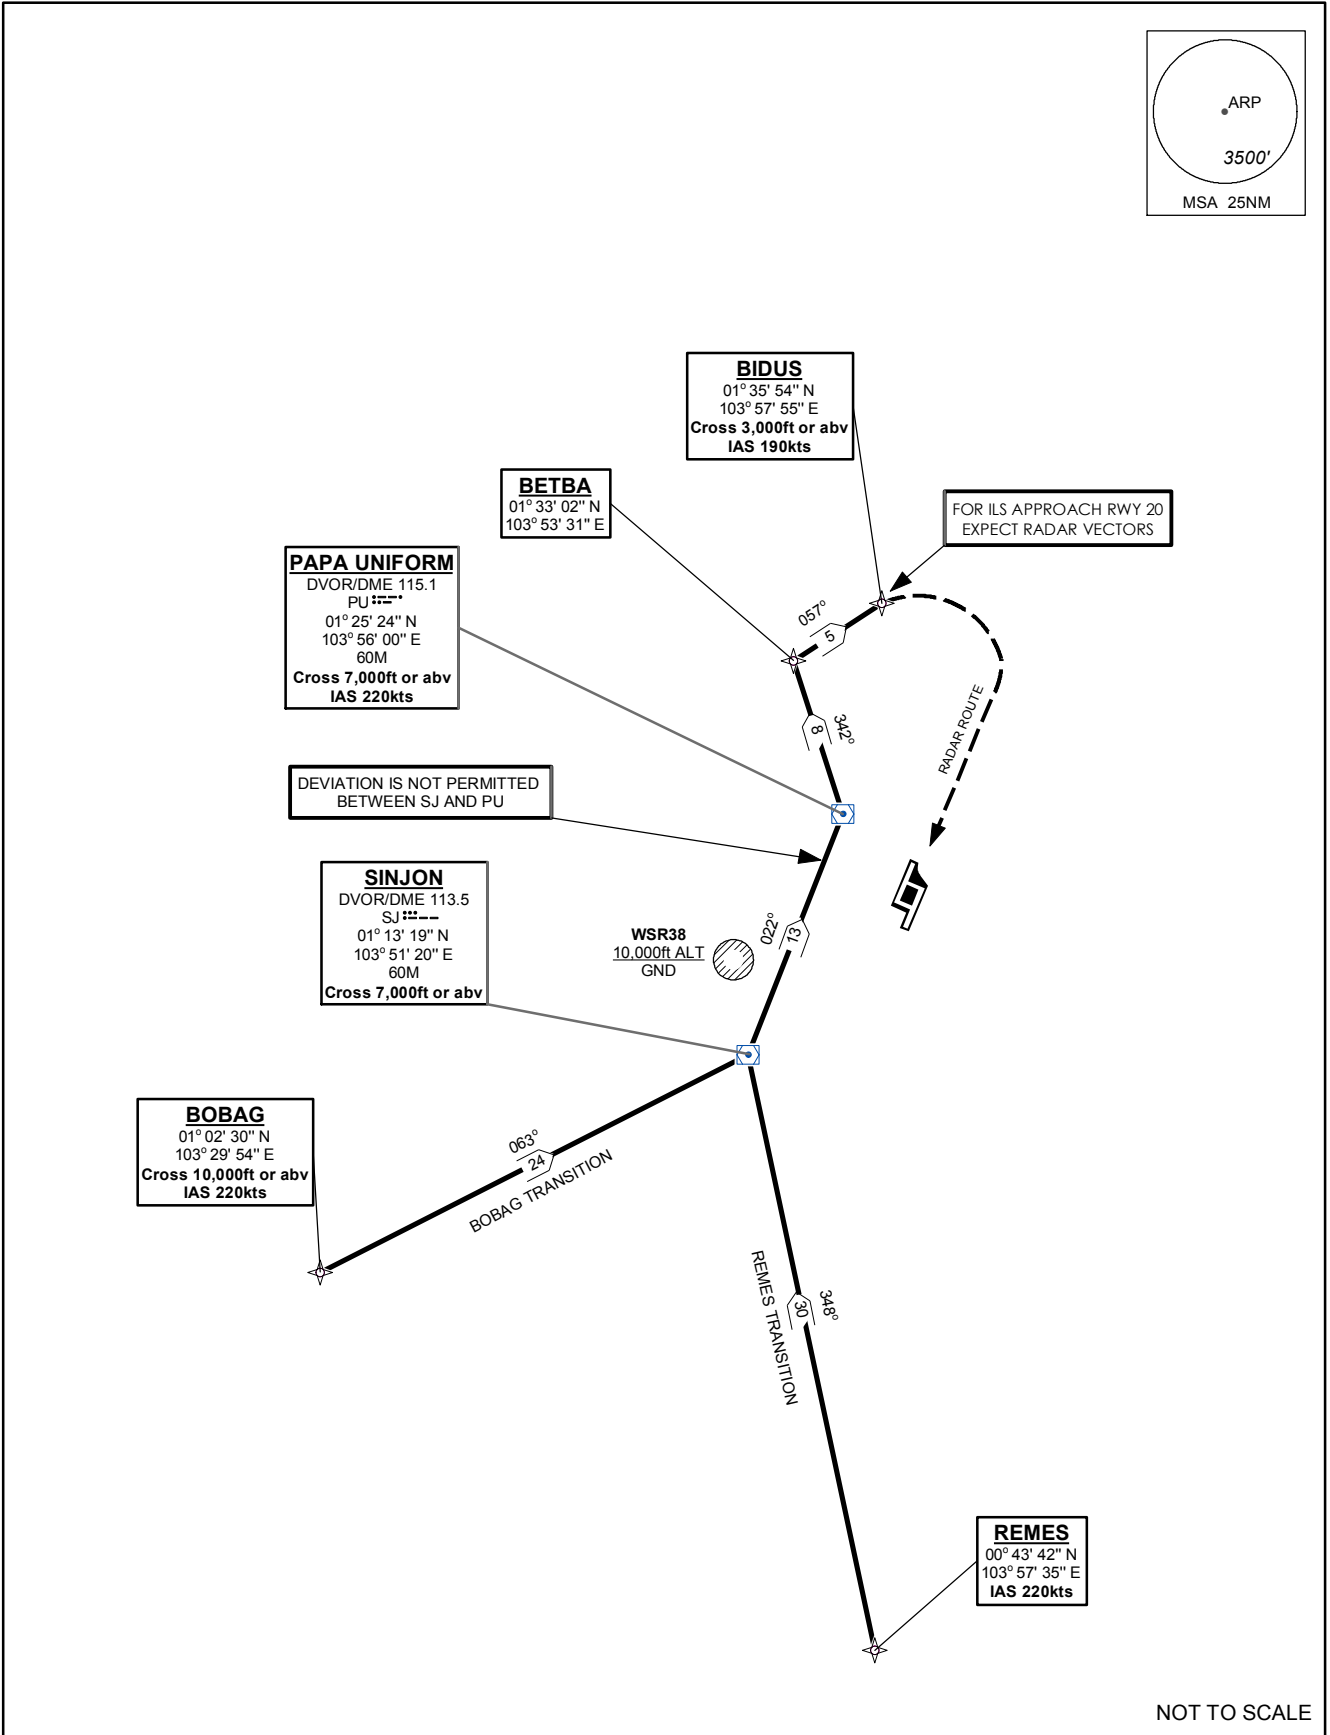 ARP
3500'
MSA 25NM
BIDUS
01° 35' 54" N
103° 57' 55" E
Cross 3,000ft or abv
IAS 190kts
BETBA
01° 33' 02" N
103° 53' 31" E
FOR ILS APPROACH RWY 20
EXPECT RADAR VECTORS
PAPA UNIFORM
DVOR/DME 115.1
PU
01° 25' 24" N
103° 56' 00" E
60M
Cross 7,000ft or abv
IAS 220kts
057°
5
8
342°
RADAR ROUTE
DEVIATION IS NOT PERMITTED
BETWEEN SJ AND PU
SINJON
DVOR/DME 113.5
SJ
01° 13' 19" N
103° 51' 20" E
60M
Cross 7,000ft or abv
WSR38
10,000ft ALT
GND
022°
13
BOBAG
01° 02' 30" N
103° 29' 54" E
Cross 10,000ft or abv
IAS 220kts
063°
24
BOBAG TRANSITION
REMES TRANSITION
30
348°
REMES
00° 43' 42" N
103° 57' 35" E
IAS 220kts
NOT TO SCALE